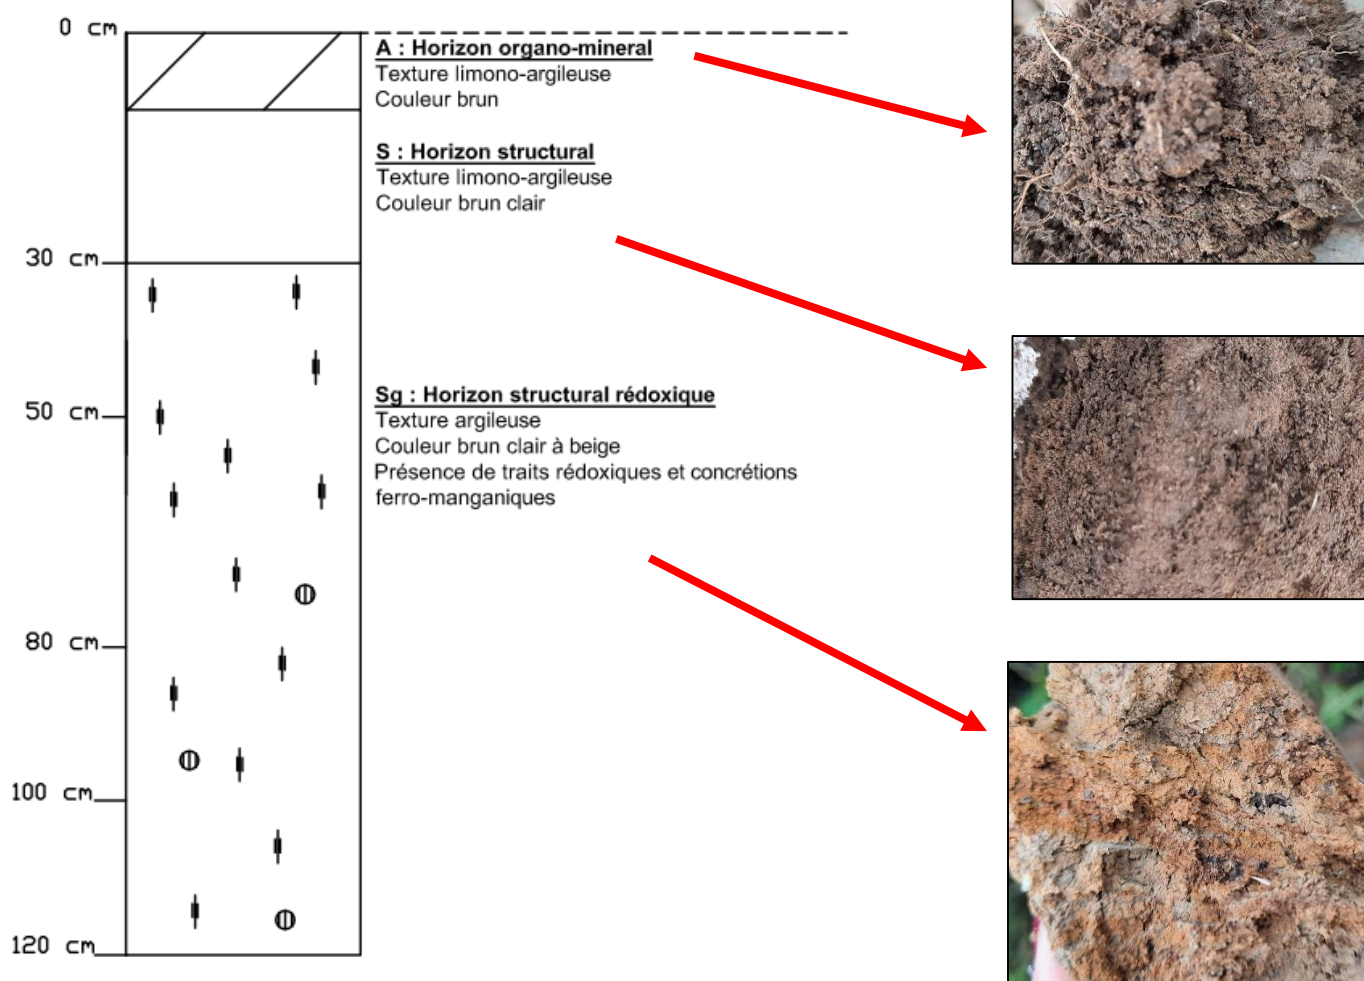 0 cm
A : Horizon organo-mineral
Texture limono-argileuse
Couleur brun
S : Horizon structural
Texture limono-argileuse
Couleur brun clair
30 cm
Sg : Horizon structural rédoxique
50 cm
Texture argileuse
Couleur brun clair à beige
Présence de traits rédoxiques et concrétions
ferro-manganiques
80 cm
100 cm
120 cm